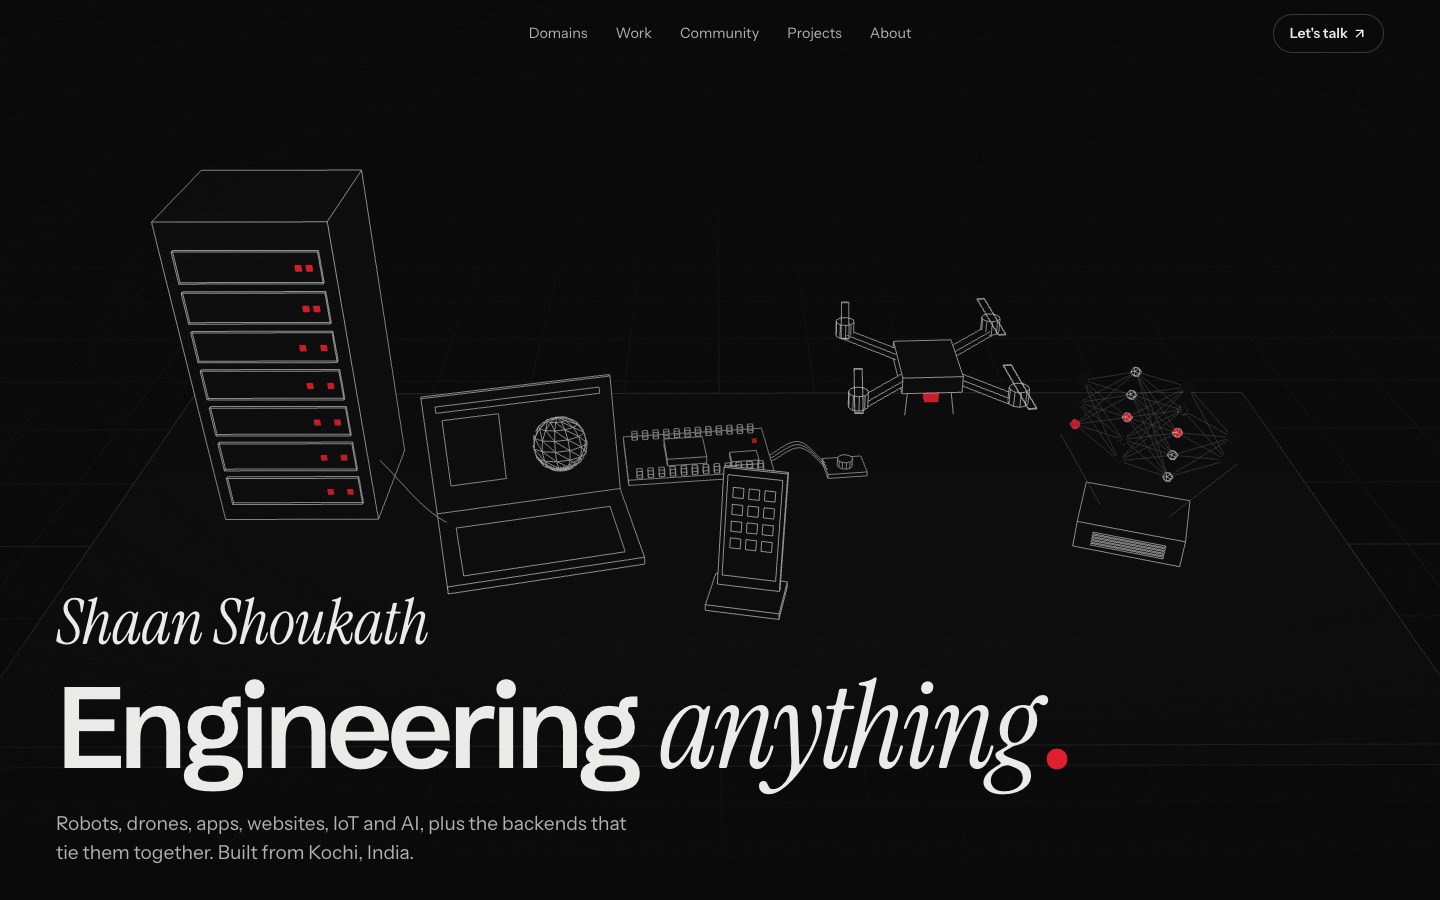 Domains Work Community Projects About
Let's talk ↗
Shaan Shoukath
Engineering anything.
Robots, drones, apps, websites, IoT and AI, plus the backends that
tie them together. Built from Kochi, India.